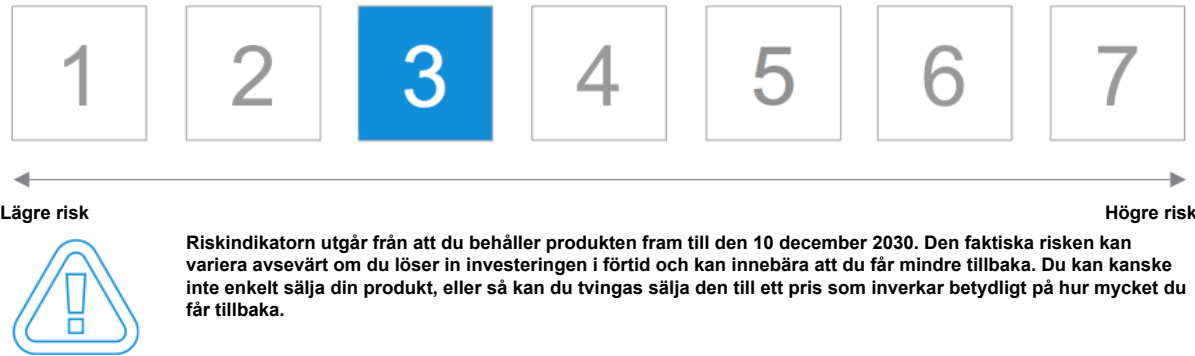 1 2 3 4 5 6 7
Lägre risk Högre risk
Riskindikatorn utgår från att du behåller produkten fram till den 10 december 2030. Den faktiska risken kan
variera avsevärt om du löser in investeringen i förtid och kan innebära att du får mindre tillbaka. Du kan kanske
inte enkelt sälja din produkt, eller så kan du tvingas sälja den till ett pris som inverkar betydligt på hur mycket du
får tillbaka.